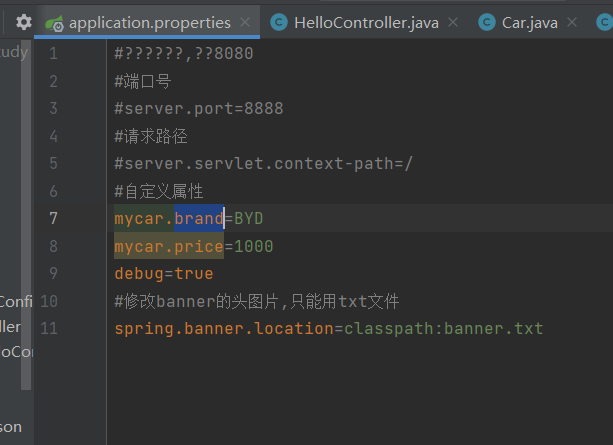 application.properties HelloController.java Car.java
tudy
1 #??????,??8080
2 #端口号
3 #server.port=8888
4 #请求路径
5 #server.servlet.context-path=/
6 #自定义属性
7 mycar.brand=BYD
8 mycar.price=1000
9 debug=true
Confi 10 #修改banner的头图片,只能用txt文件
ller 11 spring.banner.location=classpath:banner.txt
loCon
son